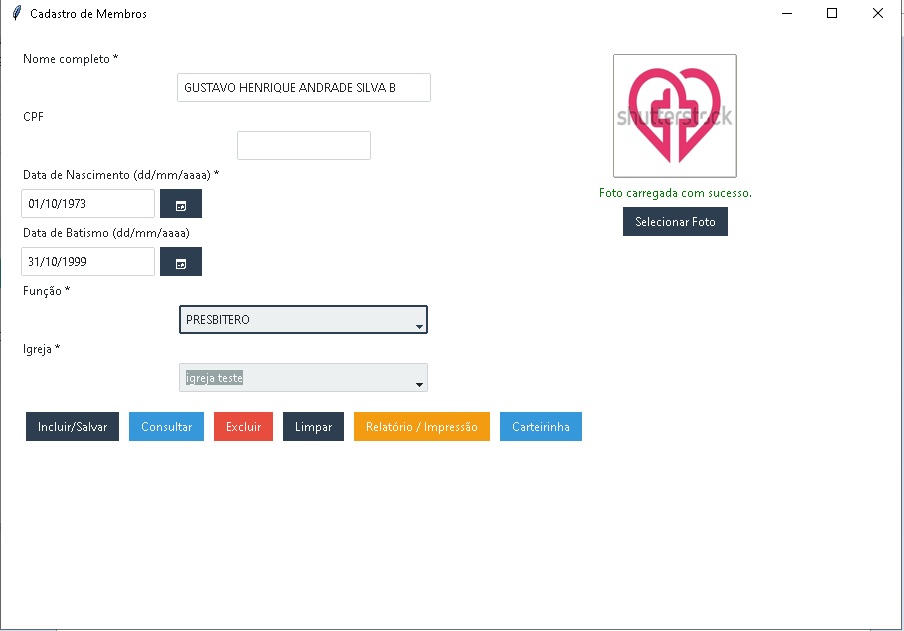 Cadastro de Membros
Nome completo *
GUSTAVO HENRIQUE ANDRADE SILVA B
CPF
Data de Nascimento (dd/mm/aaaa) *
01/10/1973
Data de Batismo (dd/mm/aaaa)
31/10/1999
Função *
PRESBITERO
Igreja *
igreja teste
shutterstock
Foto carregada com sucesso.
Selecionar Foto
Incluir/Salvar Consultar Excluir Limpar Relatório / Impressão Carteirinha